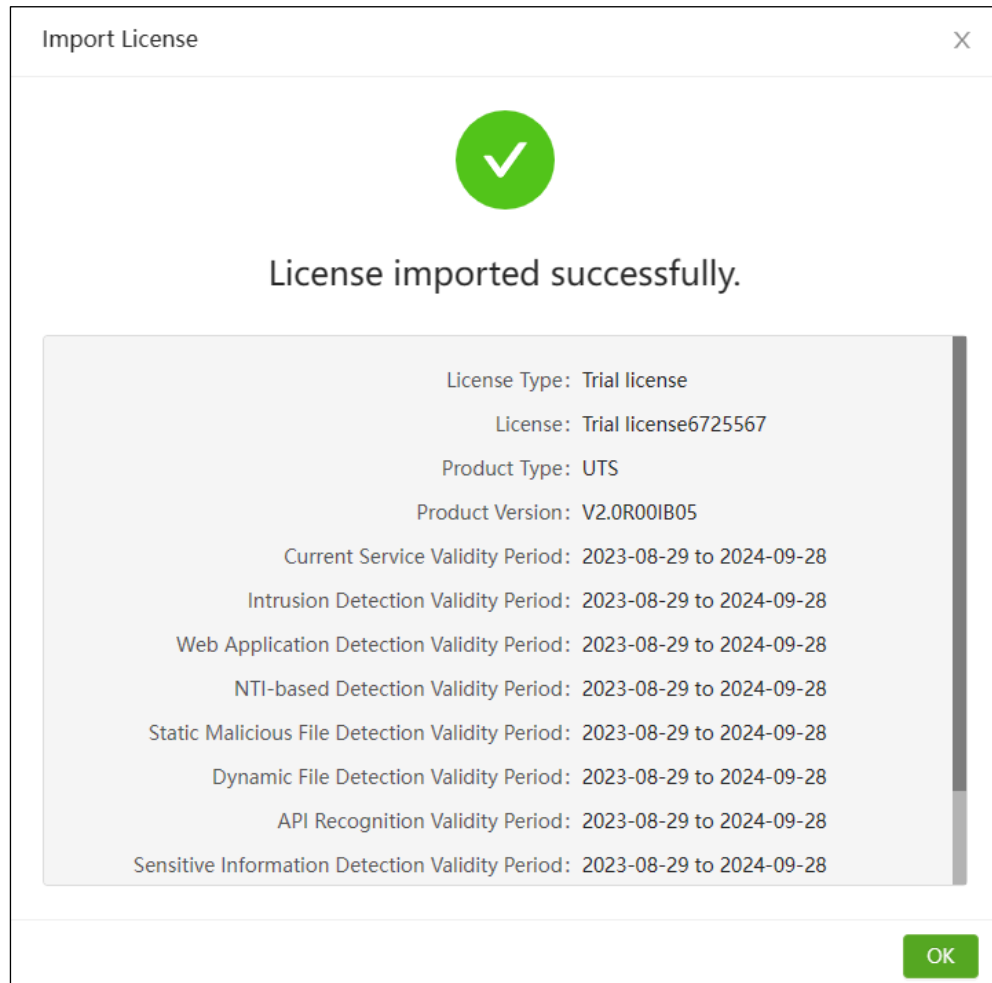 Import License
License imported successfully.
License Type: Trial license
License: Trial license6725567
Product Type: UTS
Product Version: V2.0R00IB05
Current Service Validity Period: 2023-08-29 to 2024-09-28
Intrusion Detection Validity Period: 2023-08-29 to 2024-09-28
Web Application Detection Validity Period: 2023-08-29 to 2024-09-28
NTI-based Detection Validity Period: 2023-08-29 to 2024-09-28
Static Malicious File Detection Validity Period: 2023-08-29 to 2024-09-28
Dynamic File Detection Validity Period: 2023-08-29 to 2024-09-28
API Recognition Validity Period: 2023-08-29 to 2024-09-28
Sensitive Information Detection Validity Period: 2023-08-29 to 2024-09-28
OK